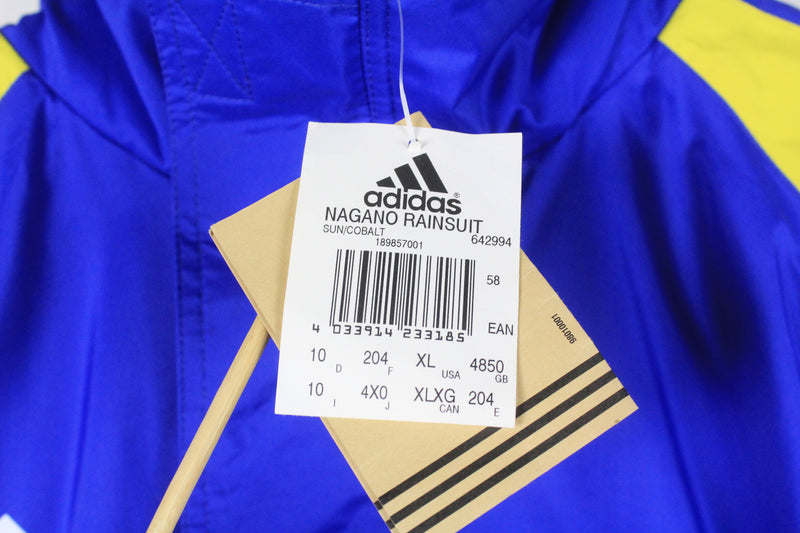 adidas®
NAGANO RAINSUIT
SUN/COBALT 642994
189857001
58
4 033914 233185 EAN
10 D 204 F XL USA 4850 GB
10 I 4X0 J XLXG CAN 204 E
98010001